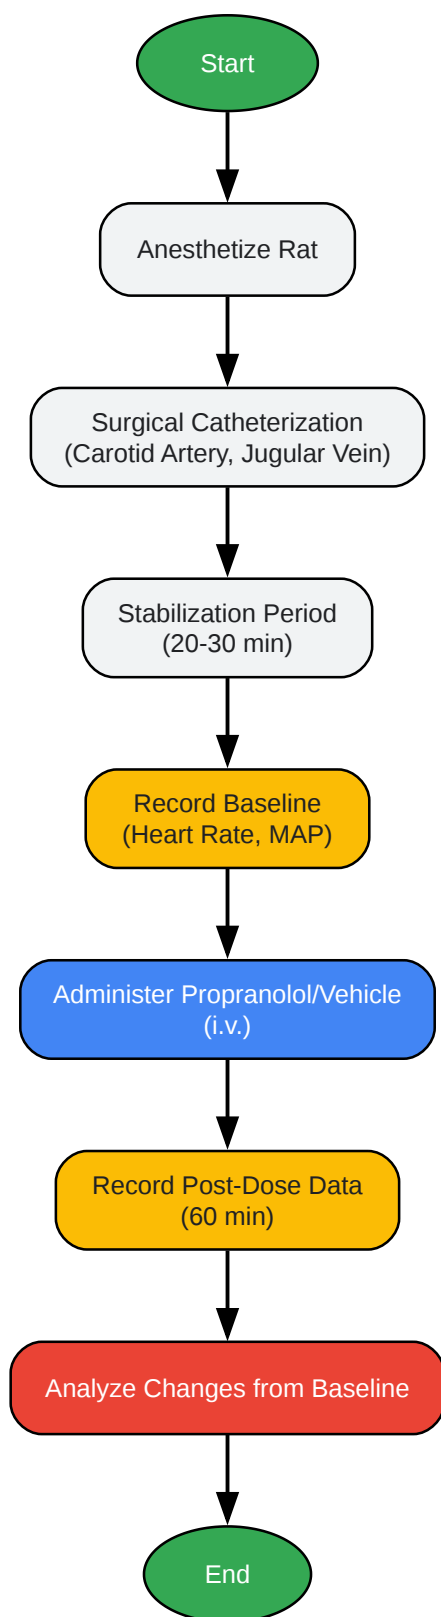 Start
Anesthetize Rat
Surgical Catheterization
(Carotid Artery, Jugular Vein)
Stabilization Period
(20-30 min)
Record Baseline
(Heart Rate, MAP)
Administer Propranolol/Vehicle
(i.v.)
Record Post-Dose Data
(60 min)
Analyze Changes from Baseline
End